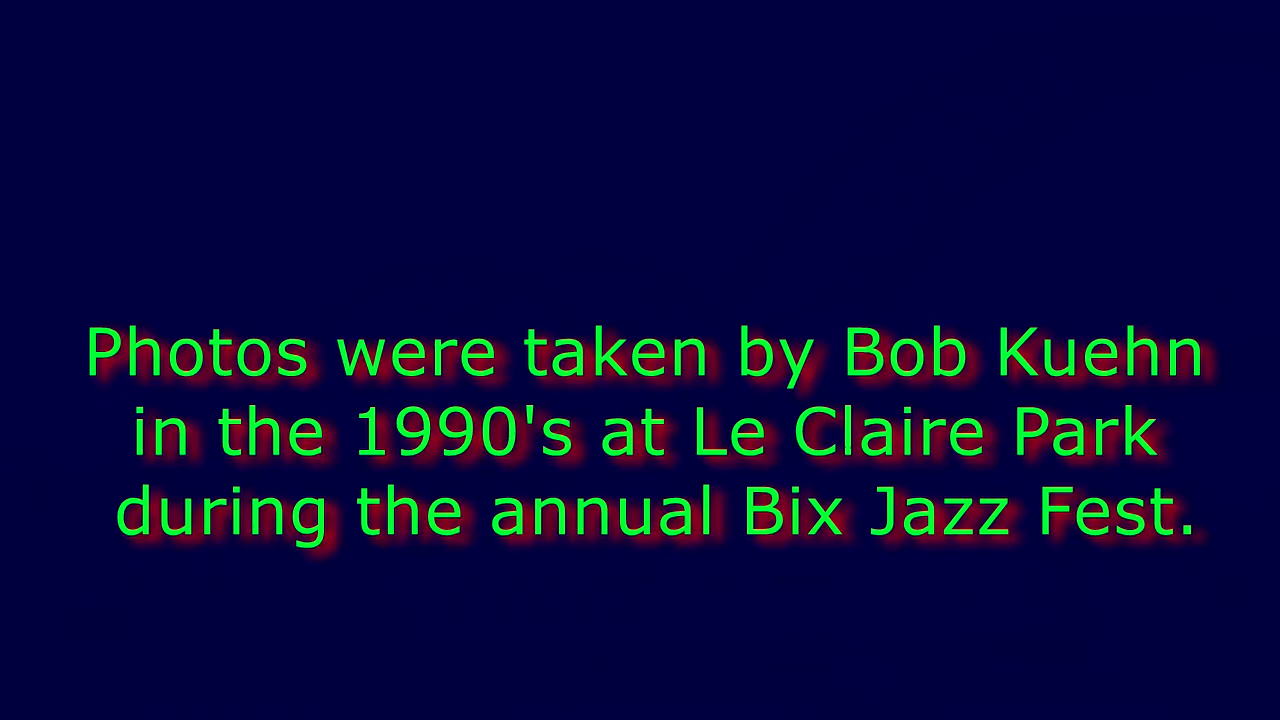 Photos were taken by Bob Kuehn
in the 1990's at Le Claire Park
during the annual Bix Jazz Fest.